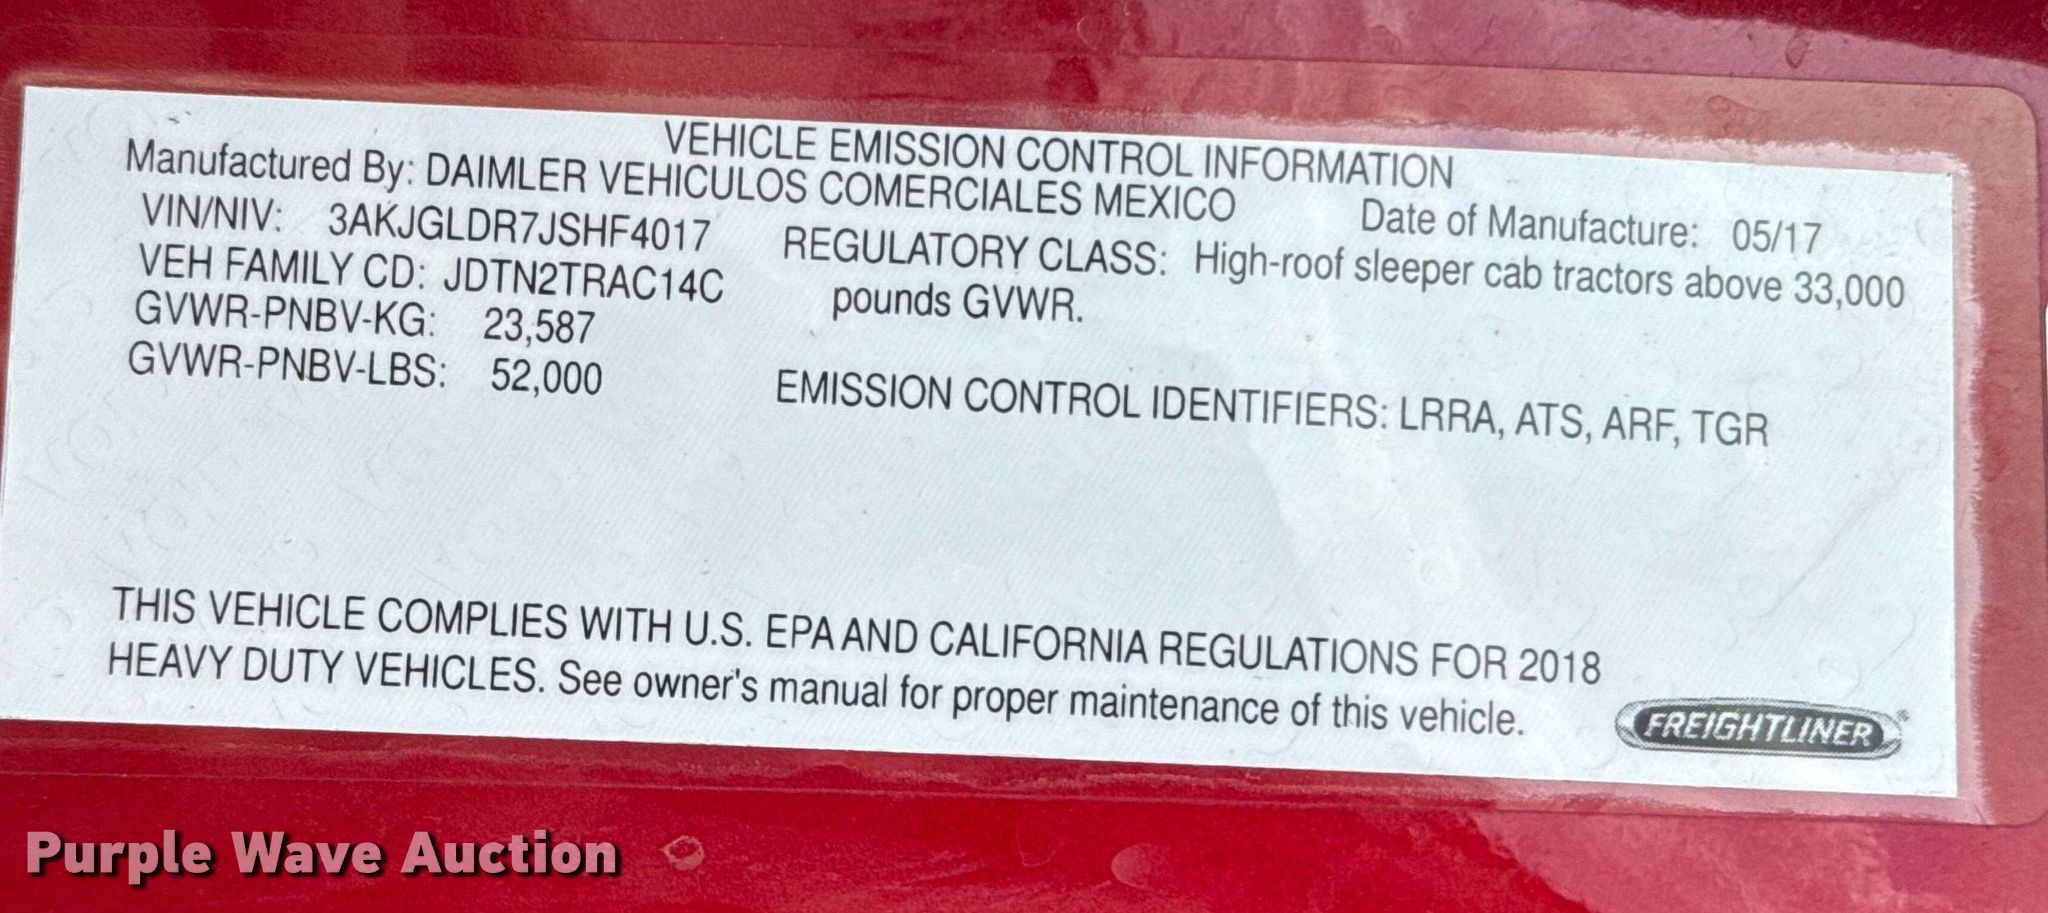 VEHICLE EMISSION CONTROL INFORMATION
Manufactured By: DAIMLER VEHICULOS COMERCIALES MEXICO
Date of Manufacture: 05/17
VIN/NIV: 3AKJGLDR7JSHF4017
REGULATORY CLASS: High-roof sleeper cab tractors above 33,000
pounds GVWR.
VEH FAMILY CD: JDTN2TRAC14C
GVWR-PNBV-KG: 23,587
GVWR-PNBV-LBS: 52,000
EMISSION CONTROL IDENTIFIERS: LRRA, ATS, ARF, TGR
THIS VEHICLE COMPLIES WITH U.S. EPA AND CALIFORNIA REGULATIONS FOR 2018
HEAVY DUTY VEHICLES. See owner's manual for proper maintenance of this vehicle.
FREIGHTLINER®
Purple Wave Auction